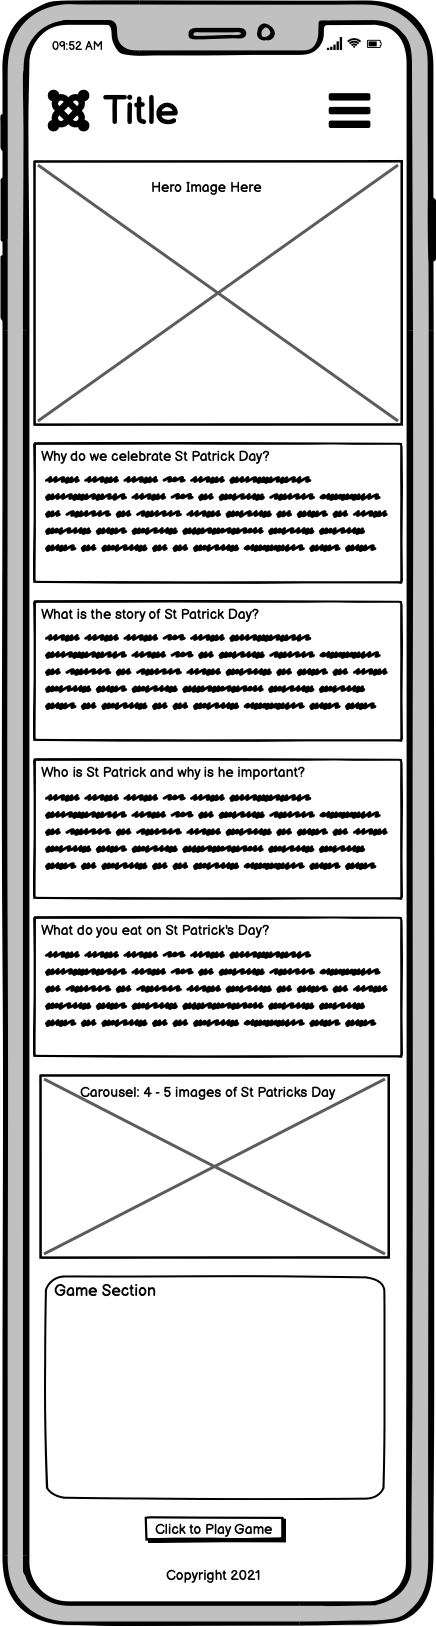 09:52 AM
Title
Hero Image Here
Why do we celebrate St Patrick Day?
What is the story of St Patrick Day?
Who is St Patrick and why is he important?
What do you eat on St Patrick's Day?
Carousel: 4 - 5 images of St Patricks Day
Game Section
Click to Play Game
Copyright 2021